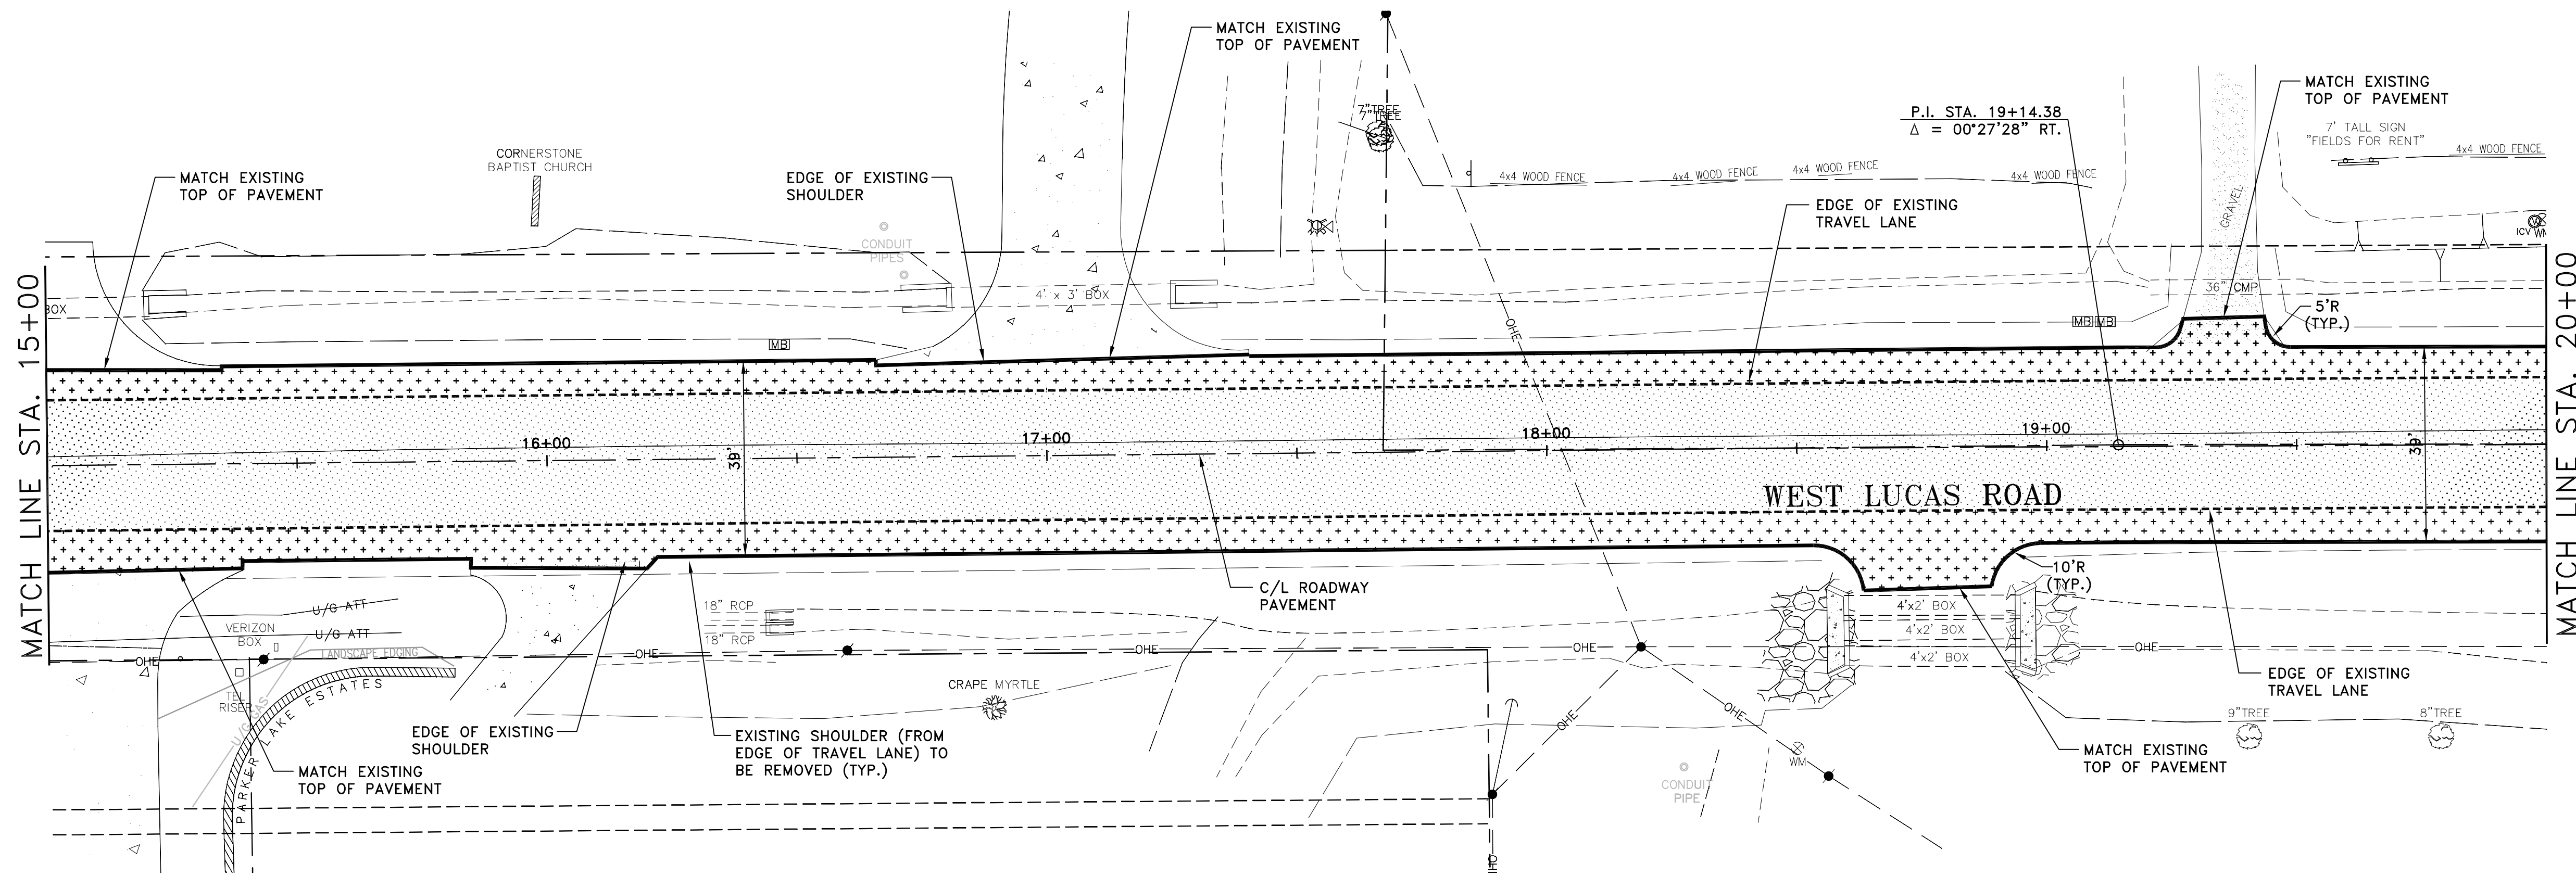 MATCH EXISTING
TOP OF PAVEMENT
MATCH EXISTING
TOP OF PAVEMENT
P.I. STA. 19+14.38
Δ = 00°27'28" RT.
7"TREE
7"TREE
7' TALL SIGN
"FIELDS FOR RENT"
4x4 WOOD FENCE
CORNERSTONE
BAPTIST CHURCH
MATCH EXISTING
TOP OF PAVEMENT
EDGE OF EXISTING
SHOULDER
4x4 WOOD FENCE
4x4 WOOD FENCE
4x4 WOOD FENCE
4x4 WOOD FENCE
EDGE OF EXISTING
TRAVEL LANE
GRAVEL
ICV
CONDUIT
PIPES
4' x 3' BOX
36" CMP
BOX
MB
MB
MB
5'R
(TYP.)
OHE
MATCH LINE STA. 15+00
MATCH LINE STA. 20+00
16+00
17+00
18+00
19+00
39'
39'
WEST LUCAS ROAD
C/L ROADWAY
PAVEMENT
10'R
(TYP.)
U/G ATT
U/G ATT
VERIZON
BOX
LANDSCAPE EDGING
18" RCP
18" RCP
4'x2' BOX
4'x2' BOX
4'x2' BOX
OHE
OHE
OHE
OHE
OHE
TEL
RISER
U/G GAS
PARKER LAKE ESTATES
CRAPE MYRTLE
EDGE OF EXISTING
TRAVEL LANE
EDGE OF EXISTING
SHOULDER
EXISTING SHOULDER (FROM
EDGE OF TRAVEL LANE) TO
BE REMOVED (TYP.)
MATCH EXISTING
TOP OF PAVEMENT
OHE
OHE
WM
CONDUIT
PIPE
9"TREE
8"TREE
MATCH EXISTING
TOP OF PAVEMENT